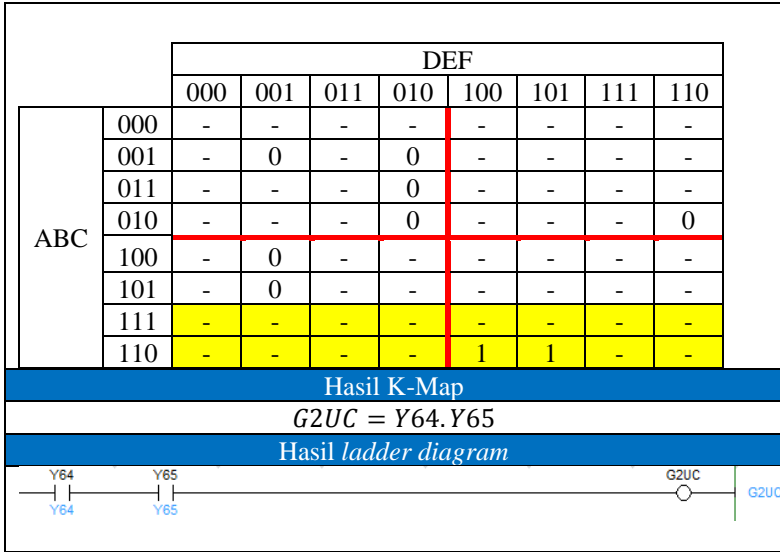 DEF
000 001 011 010 100 101 111 110
000 - - - - - - - -
001 - 0 - 0 - - - -
011 - - - 0 - - - -
010 - - - 0 - - - 0
ABC
100 - 0 - - - - - -
101 - 0 - - - - - -
111 - - - - - - - -
110 - - - - 1 1 - -
Hasil K-Map
G2UC = Y64.Y65
Hasil ladder diagram
Y64 Y65 G2UC
G2UC
Y64 Y65